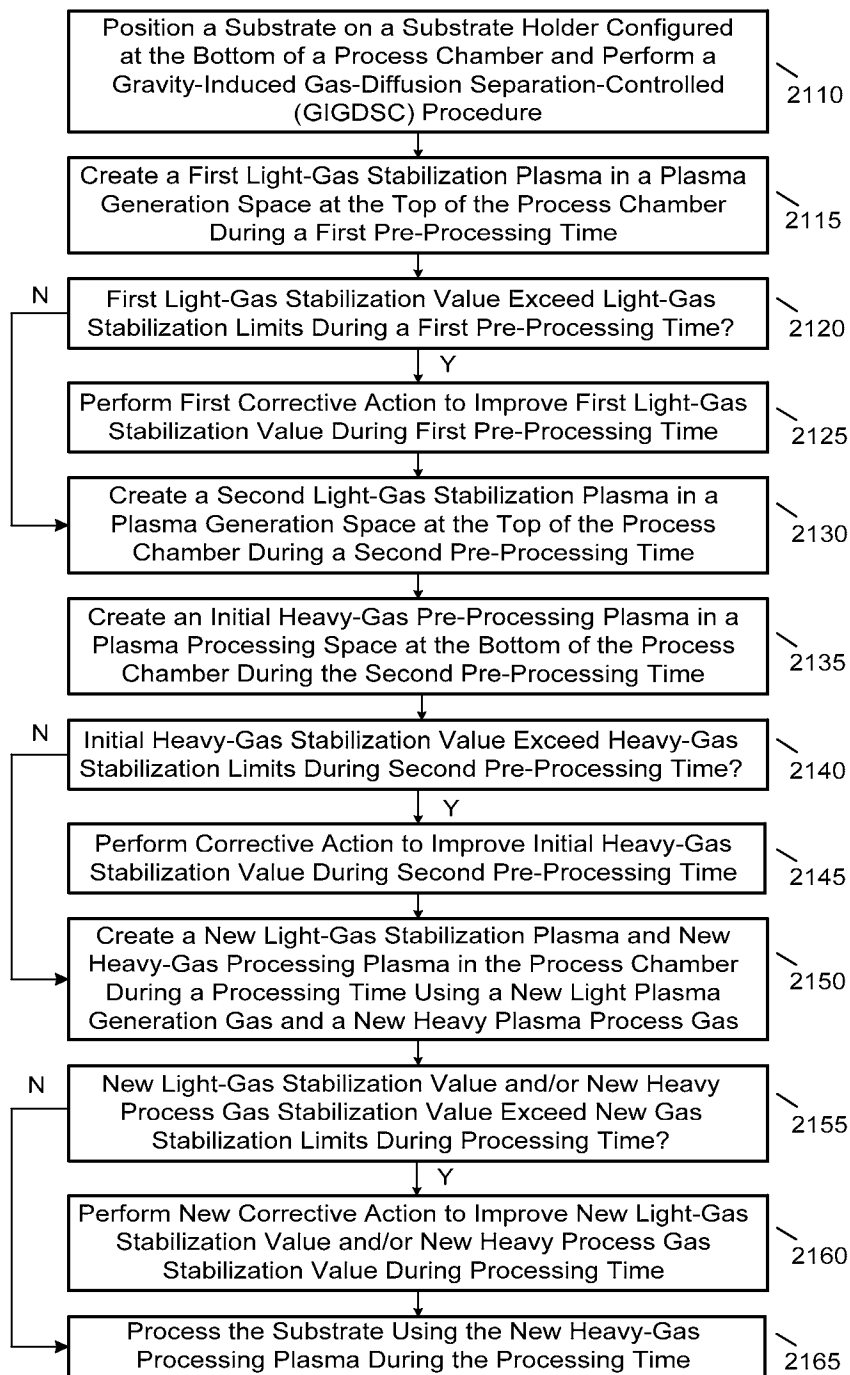 Position a Substrate on a Substrate Holder Configured
at the Bottom of a Process Chamber and Perform a
Gravity-Induced Gas-Diffusion Separation-Controlled
(GIGDSC) Procedure
2110
Create a First Light-Gas Stabilization Plasma in a Plasma
Generation Space at the Top of the Process Chamber
During a First Pre-Processing Time
2115
N
First Light-Gas Stabilization Value Exceed Light-Gas
Stabilization Limits During a First Pre-Processing Time?
2120
Y
Perform First Corrective Action to Improve First Light-Gas
Stabilization Value During First Pre-Processing Time
2125
Create a Second Light-Gas Stabilization Plasma in a
Plasma Generation Space at the Top of the Process
Chamber During a Second Pre-Processing Time
2130
Create an Initial Heavy-Gas Pre-Processing Plasma in a
Plasma Processing Space at the Bottom of the Process
Chamber During the Second Pre-Processing Time
2135
N
Initial Heavy-Gas Stabilization Value Exceed Heavy-Gas
Stabilization Limits During Second Pre-Processing Time?
2140
Y
Perform Corrective Action to Improve Initial Heavy-Gas
Stabilization Value During Second Pre-Processing Time
2145
Create a New Light-Gas Stabilization Plasma and New
Heavy-Gas Processing Plasma in the Process Chamber
During a Processing Time Using a New Light Plasma
Generation Gas and a New Heavy Plasma Process Gas
2150
N
New Light-Gas Stabilization Value and/or New Heavy
Process Gas Stabilization Value Exceed New Gas
Stabilization Limits During Processing Time?
2155
Y
Perform New Corrective Action to Improve New Light-Gas
Stabilization Value and/or New Heavy Process Gas
Stabilization Value During Processing Time
2160
Process the Substrate Using the New Heavy-Gas
Processing Plasma During the Processing Time
2165